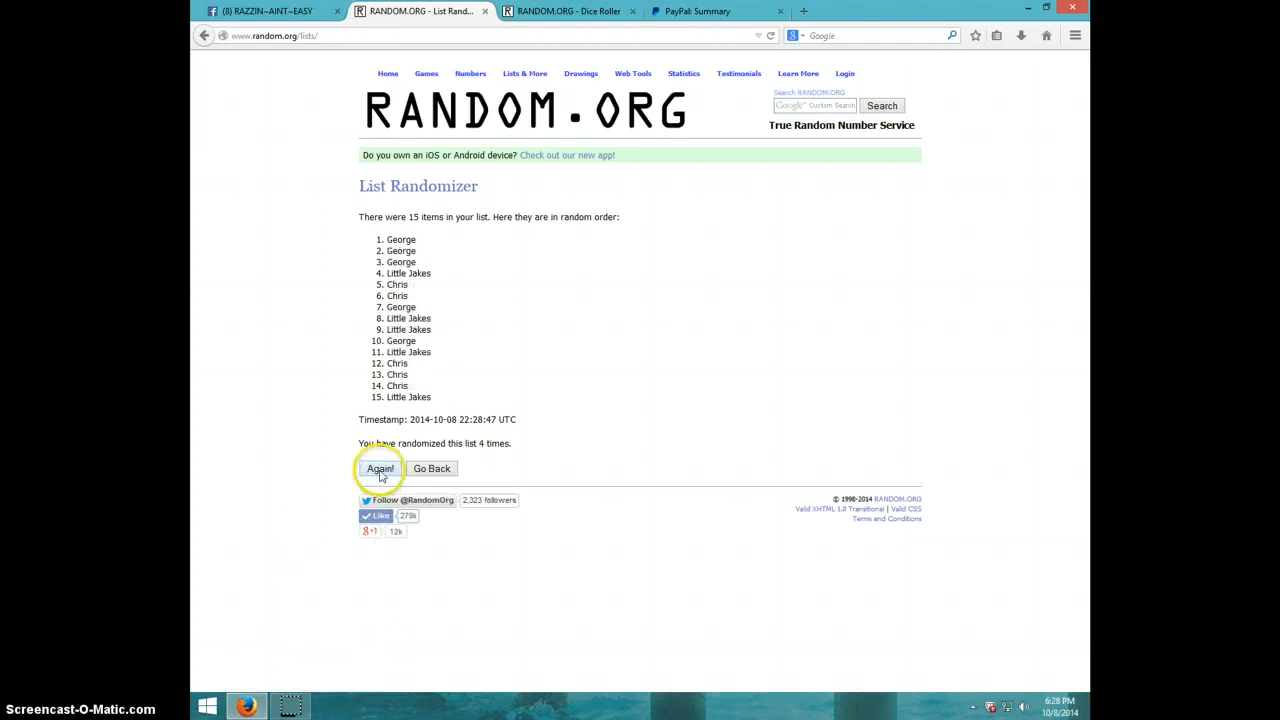 (8) RAZZIN~AINT~EASY
RANDOM.ORG - List Rand...
RANDOM.ORG - Dice Roller
PayPal: Summary
www.random.org/lists/
Google
Home Games Numbers Lists & More Drawings Web Tools Statistics Testimonials Learn More Login
RANDOM.ORG
Search RANDOM.ORG
Google™ Custom Search
Search
True Random Number Service
Do you own an iOS or Android device? Check out our new app!
List Randomizer
There were 15 items in your list. Here they are in random order:
1. George
2. George
3. George
4. Little Jakes
5. Chris
6. Chris
7. George
8. Little Jakes
9. Little Jakes
10. George
11. Little Jakes
12. Chris
13. Chris
14. Chris
15. Little Jakes
Timestamp: 2014-10-08 22:28:47 UTC
You have randomized this list 4 times.
Again! Go Back
Follow @RandomOrg 2,323 followers
Like 279k
g+1 12k
© 1998-2014 RANDOM.ORG
Valid XHTML 1.0 Transitional | Valid CSS
Terms and Conditions
6:28 PM
10/8/2014
Screencast-O-Matic.com